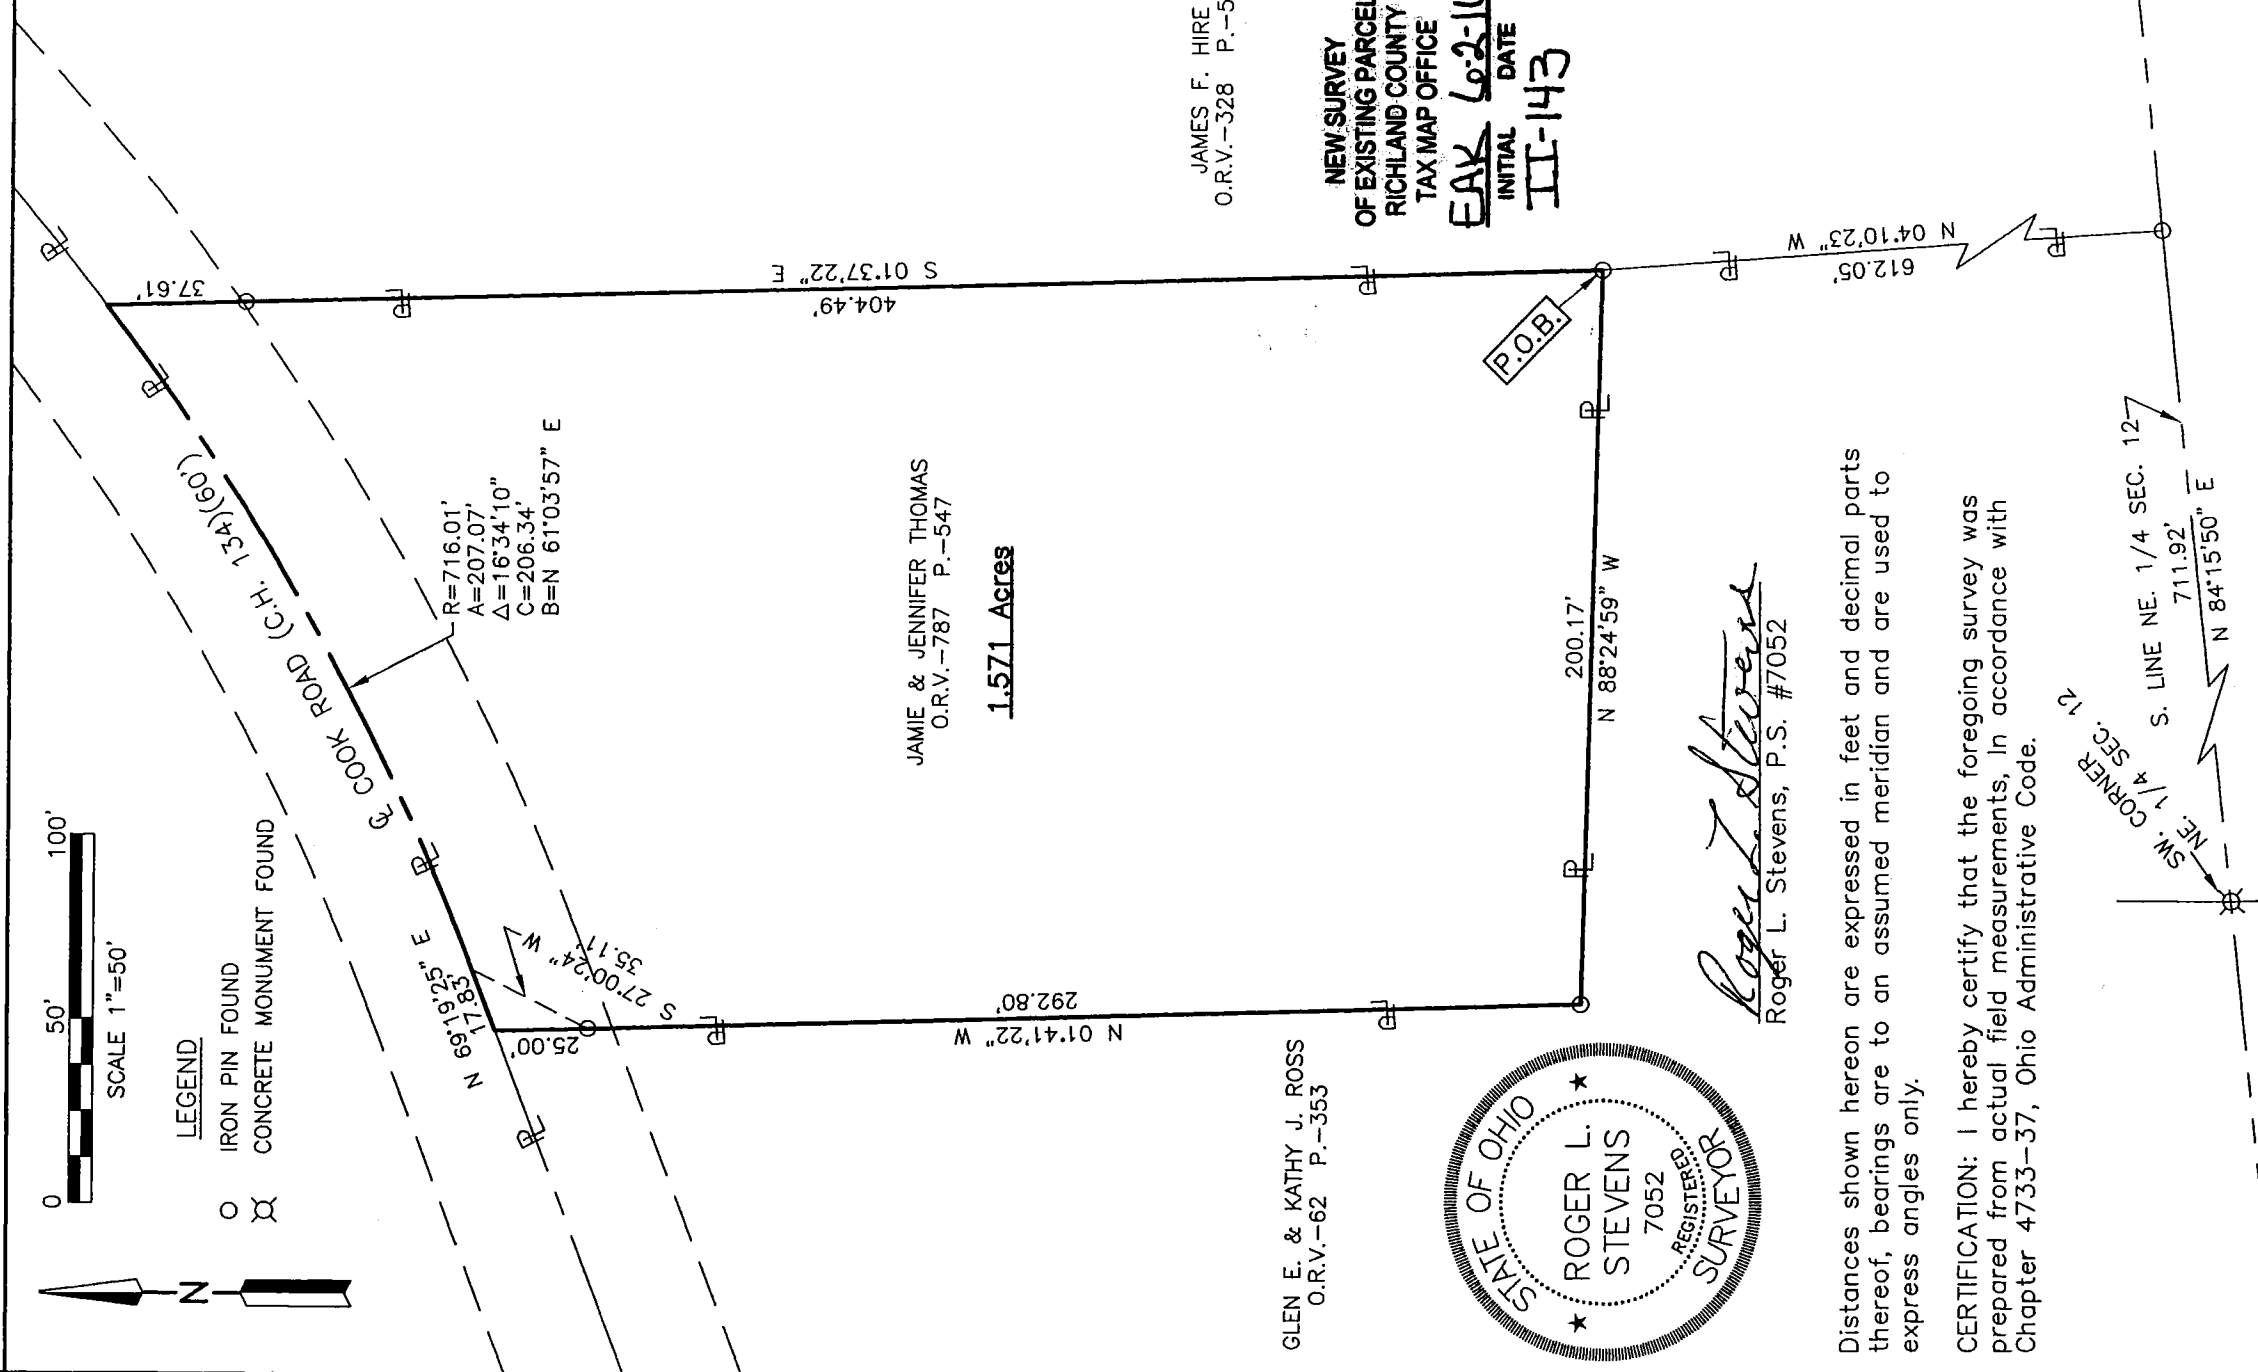 0 50' 100'
SCALE 1"=50'
LEGEND
IRON PIN FOUND
CONCRETE MONUMENT FOUND
N
℄ COOK ROAD (C.H. 134)(60')
R=716.01'
A=207.07'
Δ=16°34'10"
C=206.34'
B=N 61°03'57" E
N 69°19'25" E
17.83'
S 27°00'24" W
35.11'
25.00'
292.80'
N 01°41'22" W
37.61'
S 01°37'22" E
404.49'
JAMIE & JENNIFER THOMAS
O.R.V.-787 P.-547
1.571 Acres
JAMES F. HIRE
O.R.V.-328 P.-5
NEW SURVEY
OF EXISTING PARCEL
RICHLAND COUNTY
TAX MAP OFFICE
EAK 6-2-10
INITIAL DATE
II-143
P.O.B.
200.17'
N 88°24'59" W
N 04°10'23" W
612.05'
GLEN E. & KATHY J. ROSS
O.R.V.-62 P.-353
STATE OF OHIO
ROGER L.
STEVENS
7052
REGISTERED
SURVEYOR
Roger L. Stevens
Roger L. Stevens, P.S. #7052
Distances shown hereon are expressed in feet and decimal parts
thereof, bearings are to an assumed meridian and are used to
express angles only.
CERTIFICATION: I hereby certify that the foregoing survey was
prepared from actual field measurements, In accordance with
Chapter 4733-37, Ohio Administrative Code.
SW. CORNER
NE. 1/4 SEC. 12
S. LINE NE. 1/4 SEC. 12
711.92'
N 84°15'50" E